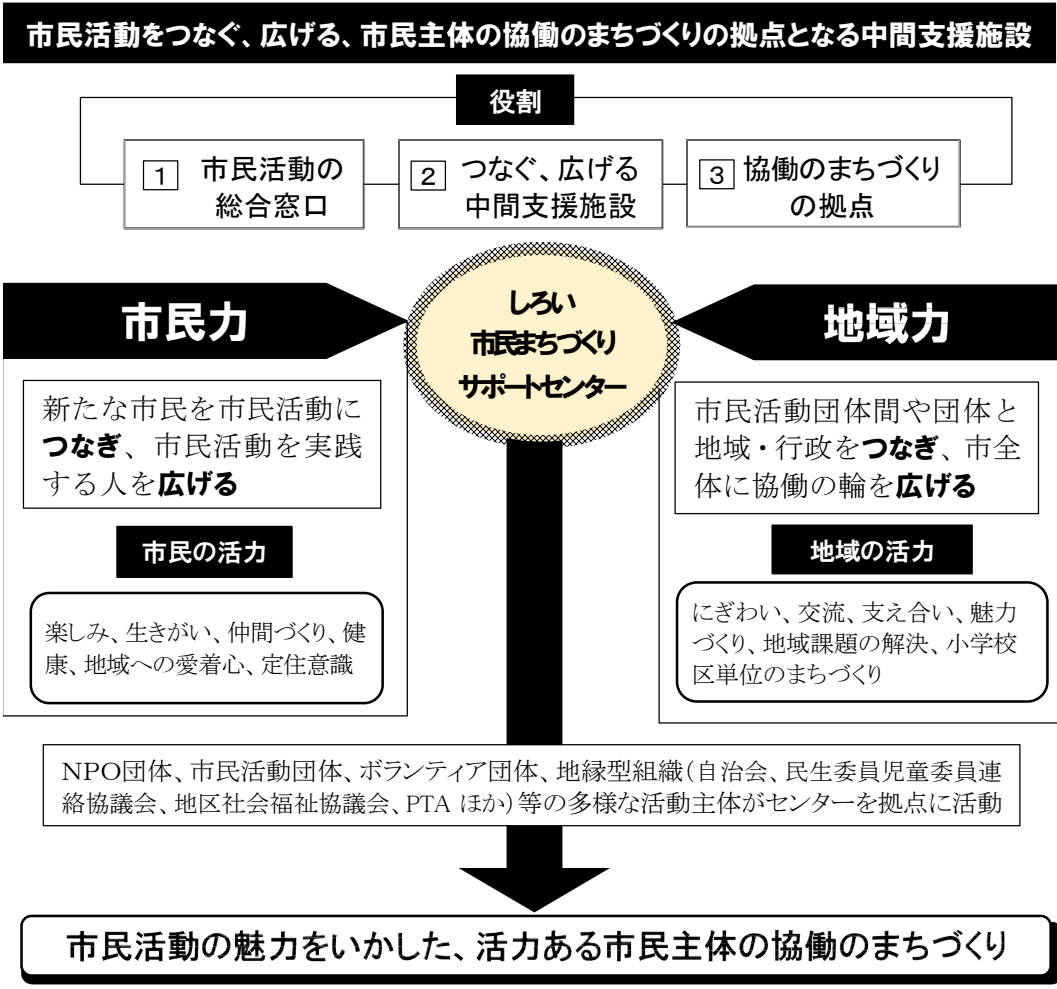 市民活動をつなぐ、広げる、市民主体の協働のまちづくりの拠点となる中間支援施設
役割
1 市民活動の
総合窓口
2 つなぐ、広げる
中間支援施設
3 協働のまちづくり
の拠点
しろい
市民まちづくり
サポートセンター
市民力
新たな市民を市民活動に
つなぎ、市民活動を実践
する人を広げる
市民の活力
楽しみ、生きがい、仲間づくり、健
康、地域への愛着心、定住意識
地域力
市民活動団体間や団体と
地域・行政をつなぎ、市全
体に協働の輪を広げる
地域の活力
にぎわい、交流、支え合い、魅力
づくり、地域課題の解決、小学校
区単位のまちづくり
NPO団体、市民活動団体、ボランティア団体、地縁型組織(自治会、民生委員児童委員連
絡協議会、地区社会福祉協議会、PTA ほか)等の多様な活動主体がセンターを拠点に活動
市民活動の魅力をいかした、活力ある市民主体の協働のまちづくり